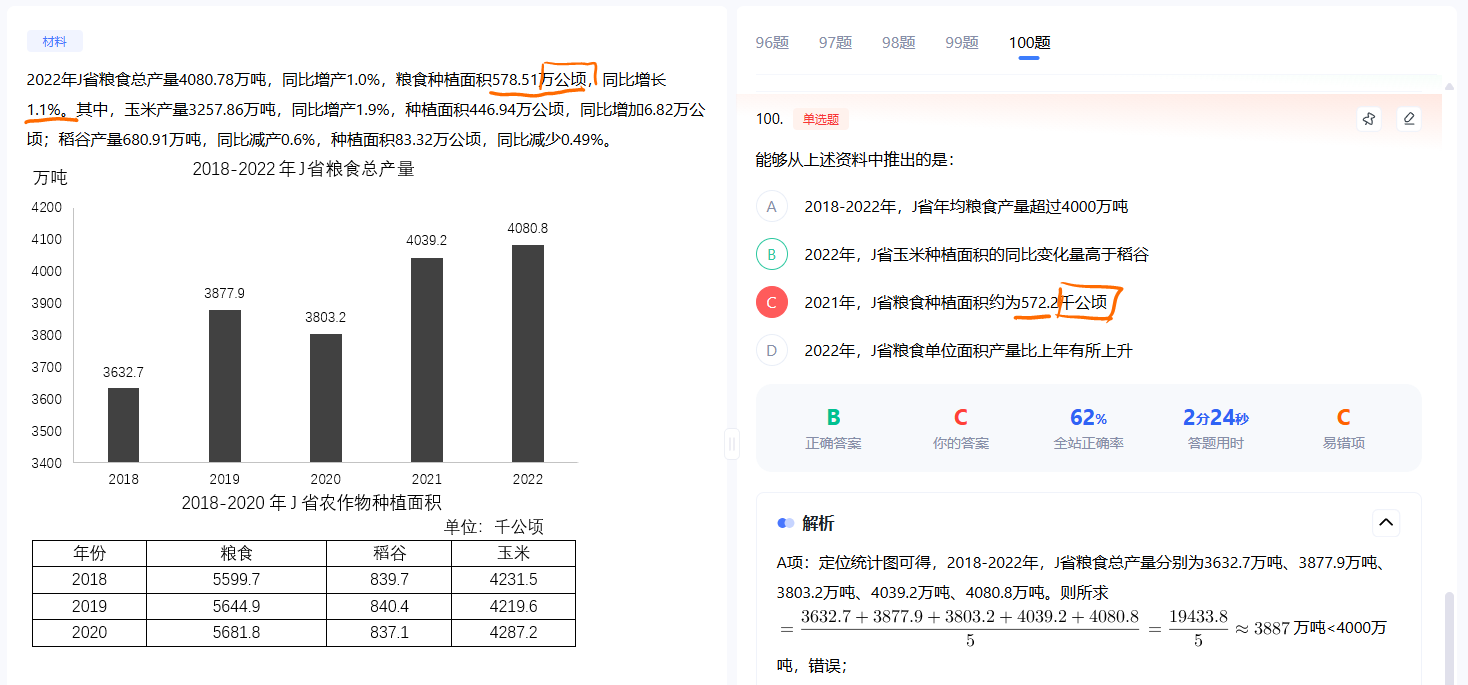 材料
2022年J省粮食总产量4080.78万吨，同比增产1.0%，粮食种植面积578.51万公顷，同比增长
1.1%。其中，玉米产量3257.86万吨，同比增产1.9%，种植面积446.94万公顷，同比增加6.82万公
顷；稻谷产量680.91万吨，同比减产0.6%，种植面积83.32万公顷，同比减少0.49%。
2018-2022年J省粮食总产量
万吨
4200
4100
4000
3900
3800
3700
3600
3500
3400
3632.7
3877.9
3803.2
4039.2
4080.8
2018 2019 2020 2021 2022
2018-2020年J省农作物种植面积
单位：千公顷
年份 粮食 稻谷 玉米
2018 5599.7 839.7 4231.5
2019 5644.9 840.4 4219.6
2020 5681.8 837.1 4287.2
96题 97题 98题 99题 100题
100. 单选题
能够从上述资料中推出的是：
A 2018-2022年，J省年均粮食产量超过4000万吨
B 2022年，J省玉米种植面积的同比变化量高于稻谷
C 2021年，J省粮食种植面积约为572.2千公顷
D 2022年，J省粮食单位面积产量比上年有所上升
B C 62% 2分24秒 C
正确答案 你的答案 全站正确率 答题用时 易错项
解析
A项：定位统计图可得，2018-2022年，J省粮食总产量分别为3632.7万吨、3877.9万吨、
3803.2万吨、4039.2万吨、4080.8万吨。则所求
= (3632.7 + 3877.9 + 3803.2 + 4039.2 + 4080.8) / 5 = 19433.8 / 5 ≈ 3887万吨<4000万
吨，错误；